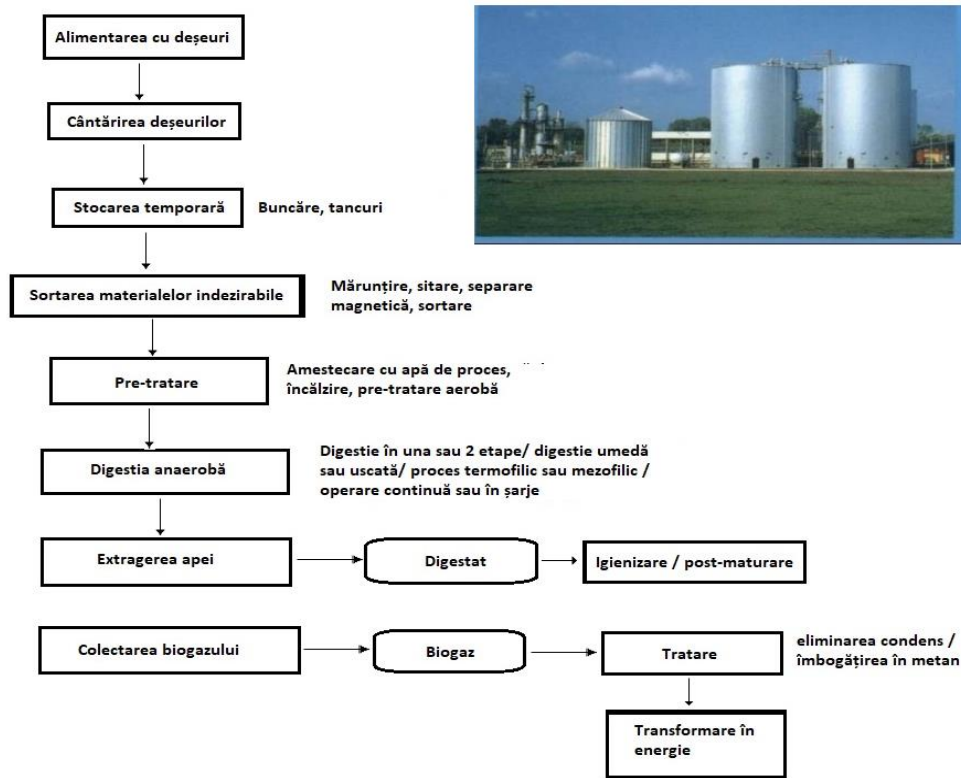 Alimentarea cu deșeuri
Cântărirea deșeurilor
Stocarea temporară
Buncăre, tancuri
Sortarea materialelor indezirabile
Mărunțire, sitare, separare
magnetică, sortare
Pre-tratare
Amestecare cu apă de proces,
încălzire, pre-tratare aerobă
Digestia anaerobă
Digestie în una sau 2 etape/ digestie umedă
sau uscată/ proces termofilic sau mezofilic /
operare continuă sau în șarje
Extragerea apei
Digestat
Igienizare / post-maturare
Colectarea biogazului
Biogaz
Tratare
eliminarea condens /
îmbogățirea în metan
Transformare în
energie